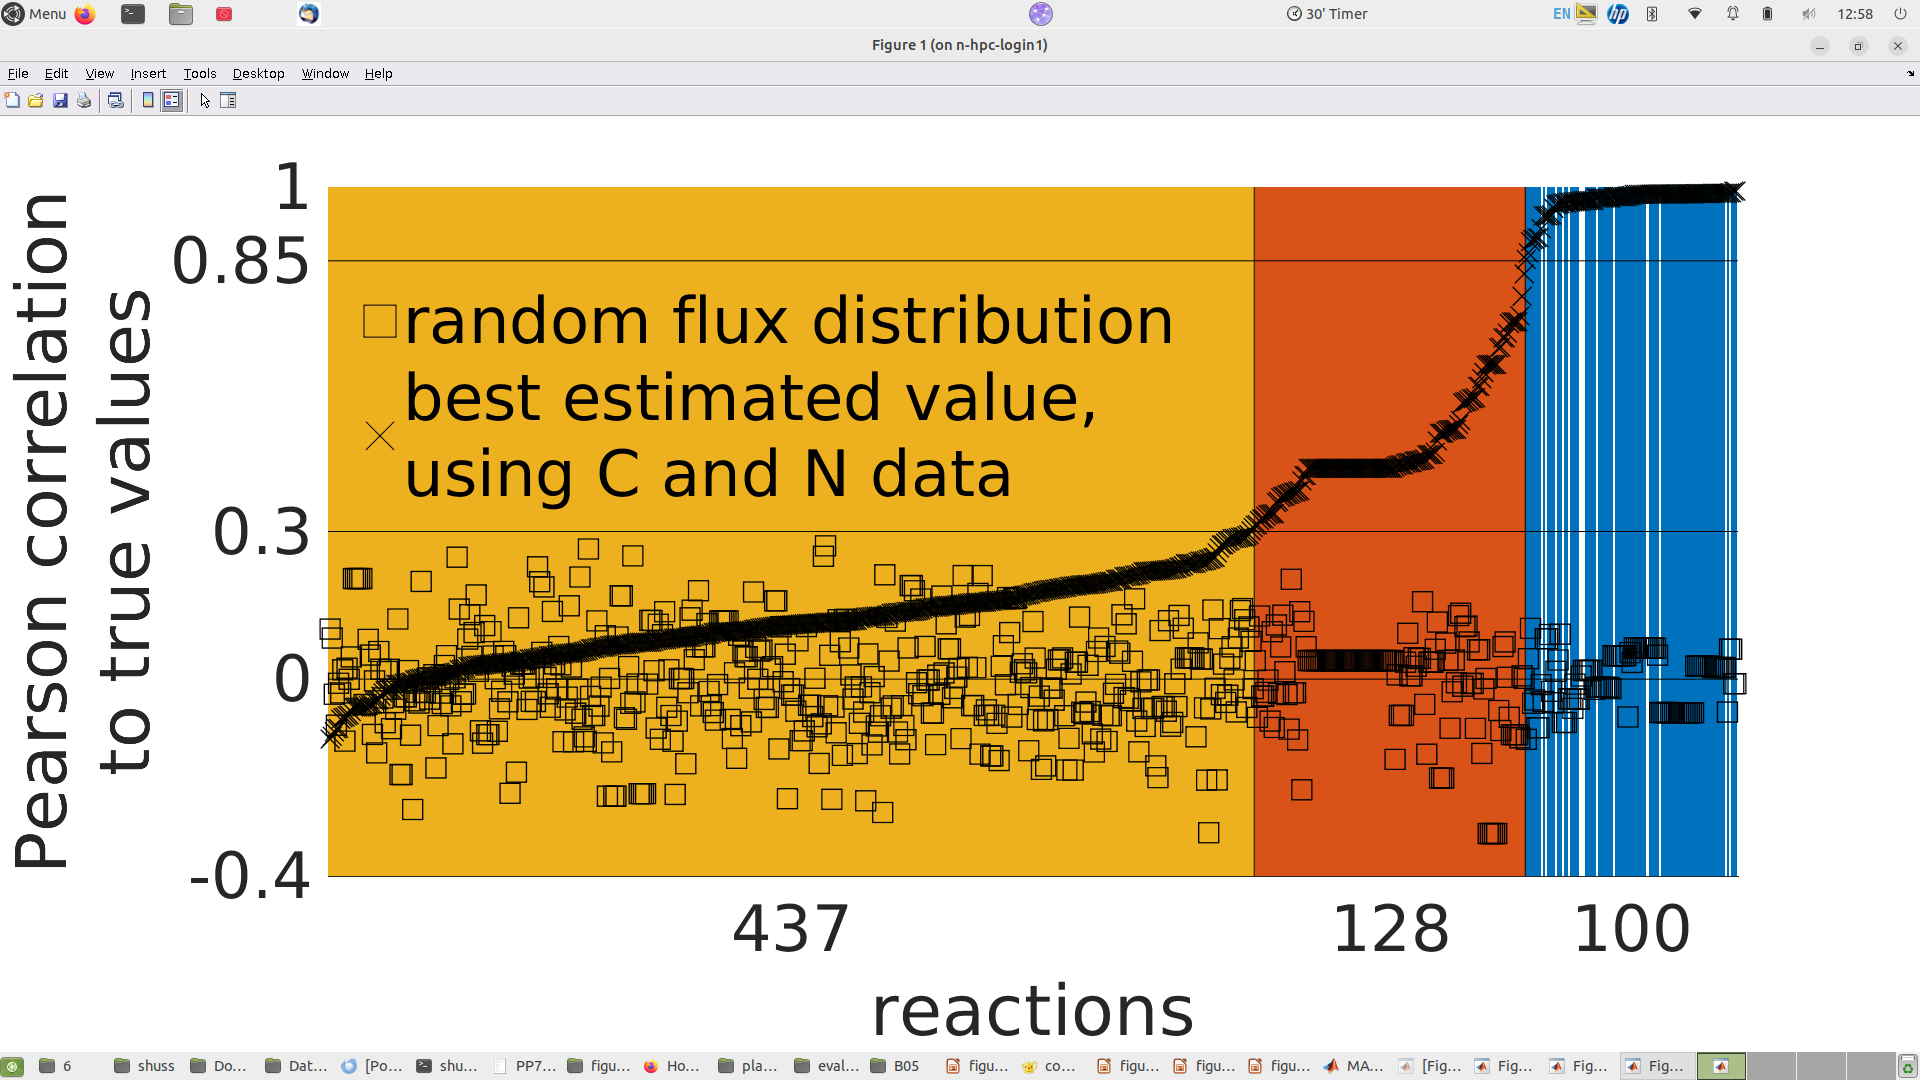 Menu
30' Timer
EN
hp
12:58
Figure 1 (on n-hpc-login1)
File Edit View Insert Tools Desktop Window Help
1
0.85
0.3
0
-0.4
Pearson correlation
to true values
random flux distribution
best estimated value,
using C and N data
437 128 100
reactions
6 shuss Do... Dat... [Po... shu... PP7... figu... Ho... pla... eval... B05 figu... co... figu... figu... figu... MA... [Fig... Fig... Fig... Fig...